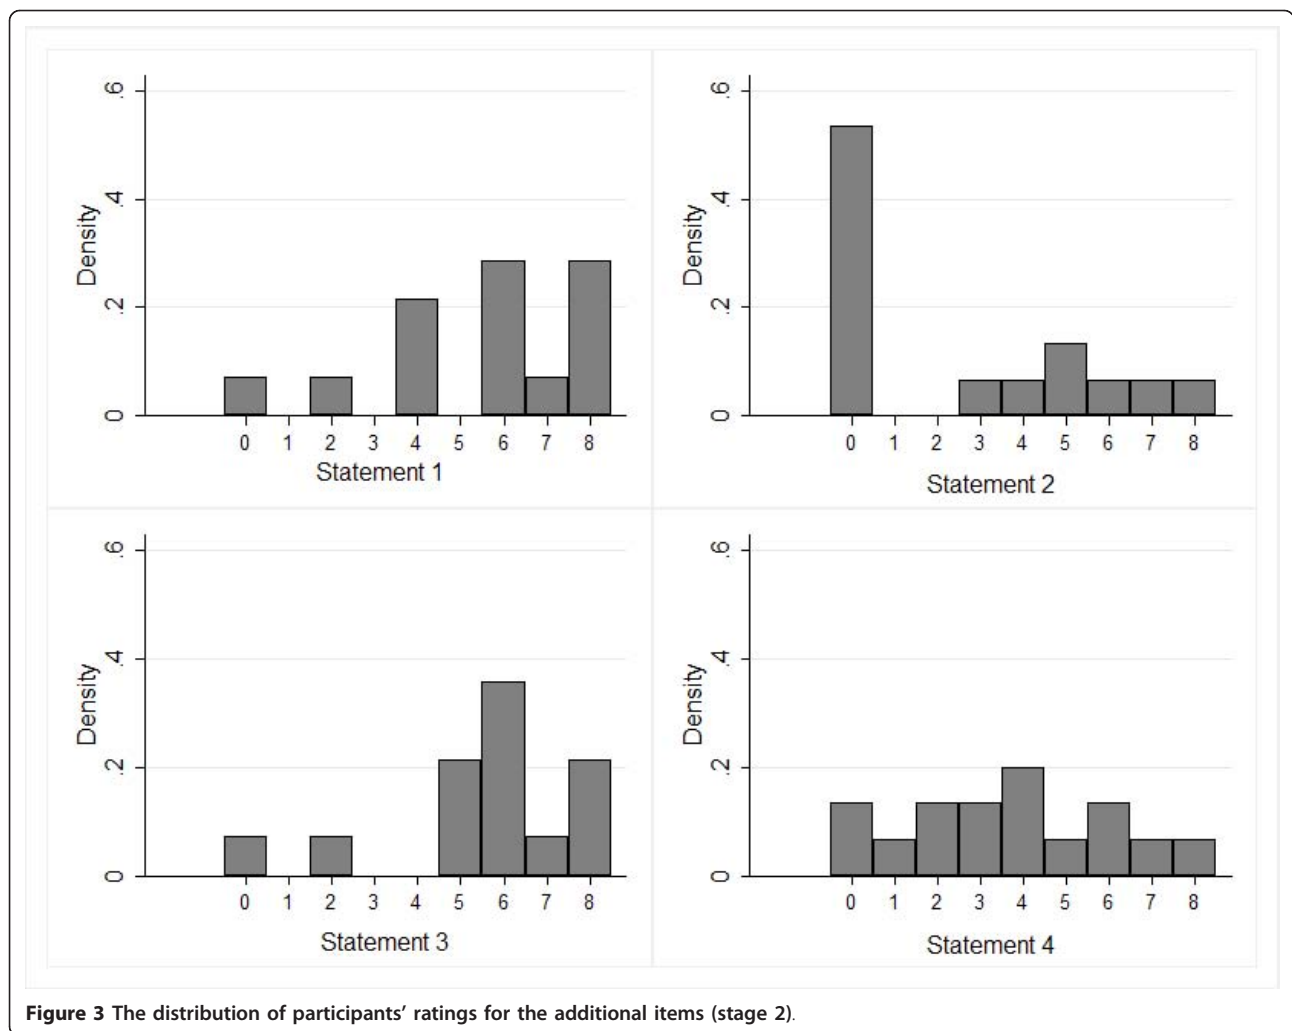 .6
.4
.2
0
Density
0 1 2 3 4 5 6 7 8
Statement 1
.6
.4
.2
0
Density
0 1 2 3 4 5 6 7 8
Statement 2
.6
.4
.2
0
Density
0 1 2 3 4 5 6 7 8
Statement 3
.6
.4
.2
0
Density
0 1 2 3 4 5 6 7 8
Statement 4
Figure 3 The distribution of participants' ratings for the additional items (stage 2).